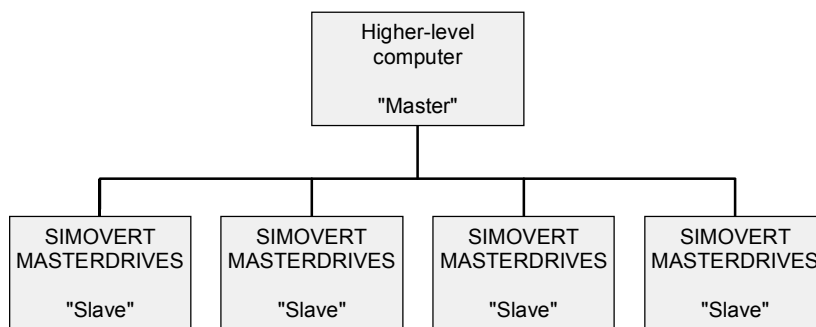 Higher-level
computer
"Master"
SIMOVERT
MASTERDRIVES
"Slave"
SIMOVERT
MASTERDRIVES
"Slave"
SIMOVERT
MASTERDRIVES
"Slave"
SIMOVERT
MASTERDRIVES
"Slave"